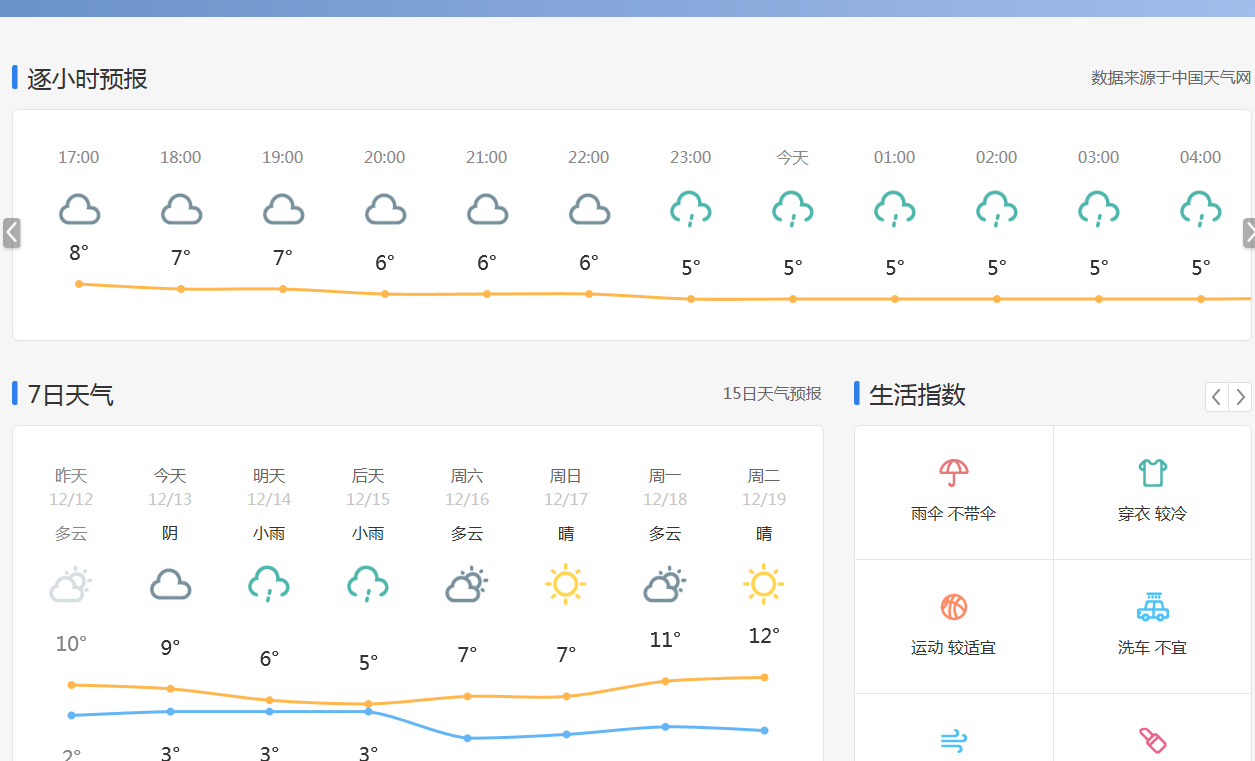 逐小时预报
数据来源于中国天气网
17:00 18:00 19:00 20:00 21:00 22:00 23:00 今天 01:00 02:00 03:00 04:00
8° 7° 7° 6° 6° 6° 5° 5° 5° 5° 5° 5°
7日天气
15日天气预报
昨天 今天 明天 后天 周六 周日 周一 周二
12/12 12/13 12/14 12/15 12/16 12/17 12/18 12/19
多云 阴 小雨 小雨 多云 晴 多云 晴
10° 9° 6° 5° 7° 7° 11° 12°
2° 3° 3° 3°
生活指数
雨伞 不带伞
穿衣 较冷
运动 较适宜
洗车 不宜